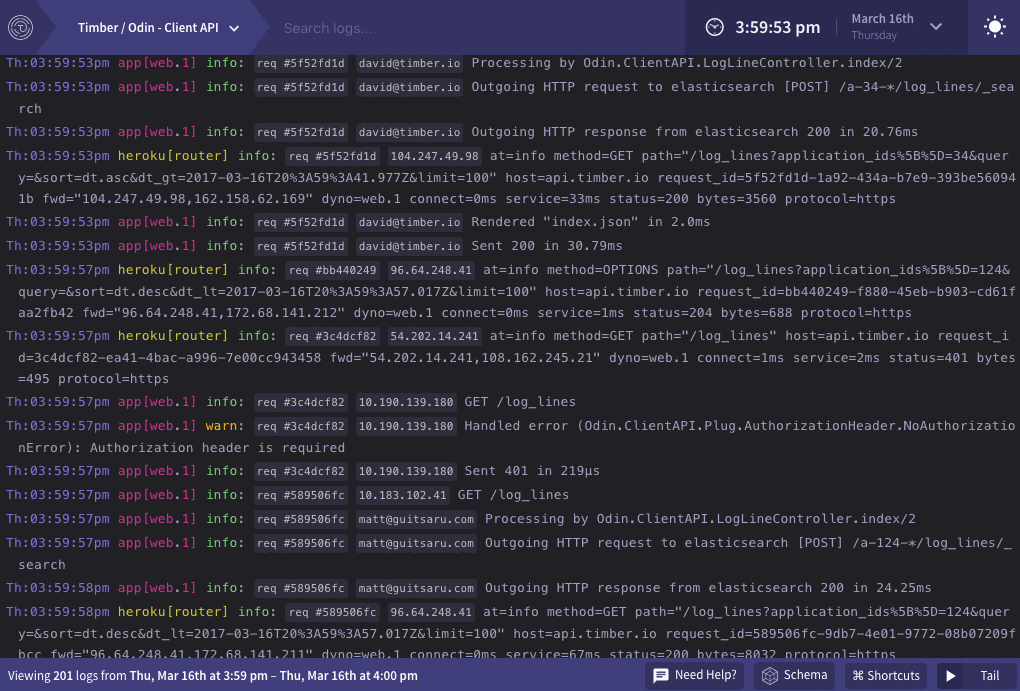 Timber / Odin - Client API
Search logs...
3:59:53 pm
March 16th
Thursday
Th:03:59:53pm app[web.1] info: req #5f52fd1d david@timber.io Processing by Odin.ClientAPI.LogLineController.index/2
Th:03:59:53pm app[web.1] info: req #5f52fd1d david@timber.io Outgoing HTTP request to elasticsearch [POST] /a-34-*/log_lines/_sea
rch
Th:03:59:53pm app[web.1] info: req #5f52fd1d david@timber.io Outgoing HTTP response from elasticsearch 200 in 20.76ms
Th:03:59:53pm heroku[router] info: req #5f52fd1d 104.247.49.98 at=info method=GET path="/log_lines?application_ids%5B%5D=34&quer
y=&sort=dt.asc&dt_gt=2017-03-16T20%3A59%3A41.977Z&limit=100" host=api.timber.io request_id=5f52fd1d-1a92-434a-b7e9-393be56094
1b fwd="104.247.49.98,162.158.62.169" dyno=web.1 connect=0ms service=33ms status=200 bytes=3560 protocol=https
Th:03:59:53pm app[web.1] info: req #5f52fd1d david@timber.io Rendered "index.json" in 2.0ms
Th:03:59:53pm app[web.1] info: req #5f52fd1d david@timber.io Sent 200 in 30.79ms
Th:03:59:57pm heroku[router] info: req #bb440249 96.64.248.41 at=info method=OPTIONS path="/log_lines?application_ids%5B%5D=124&
query=&sort=dt.desc&dt_lt=2017-03-16T20%3A59%3A57.017Z&limit=100" host=api.timber.io request_id=bb440249-f880-45eb-b903-cd61f
aa2fb42 fwd="96.64.248.41,172.68.141.212" dyno=web.1 connect=0ms service=1ms status=204 bytes=688 protocol=https
Th:03:59:57pm heroku[router] info: req #3c4dcf82 54.202.14.241 at=info method=GET path="/log_lines" host=api.timber.io request_i
d=3c4dcf82-ea41-4bac-a996-7e00cc943458 fwd="54.202.14.241,108.162.245.21" dyno=web.1 connect=1ms service=2ms status=401 bytes
=495 protocol=https
Th:03:59:57pm app[web.1] info: req #3c4dcf82 10.190.139.180 GET /log_lines
Th:03:59:57pm app[web.1] warn: req #3c4dcf82 10.190.139.180 Handled error (Odin.ClientAPI.Plug.AuthorizationHeader.NoAuthorizatio
nError): Authorization header is required
Th:03:59:57pm app[web.1] info: req #3c4dcf82 10.190.139.180 Sent 401 in 219µs
Th:03:59:57pm app[web.1] info: req #589506fc 10.183.102.41 GET /log_lines
Th:03:59:57pm app[web.1] info: req #589506fc matt@guitsaru.com Processing by Odin.ClientAPI.LogLineController.index/2
Th:03:59:57pm app[web.1] info: req #589506fc matt@guitsaru.com Outgoing HTTP request to elasticsearch [POST] /a-124-*/log_lines/_
search
Th:03:59:58pm app[web.1] info: req #589506fc matt@guitsaru.com Outgoing HTTP response from elasticsearch 200 in 24.25ms
Th:03:59:58pm heroku[router] info: req #589506fc 96.64.248.41 at=info method=GET path="/log_lines?application_ids%5B%5D=124&quer
y=&sort=dt.desc&dt_lt=2017-03-16T20%3A59%3A57.017Z&limit=100" host=api.timber.io request_id=589506fc-9db7-4e01-9772-08b07209f
bcc fwd="96.64.248.41,172.68.141.211" dyno=web.1 connect=0ms service=67ms status=200 bytes=8032 protocol=https
Viewing 201 logs from Thu, Mar 16th at 3:59 pm – Thu, Mar 16th at 4:00 pm
Need Help?
Schema
⌘ Shortcuts
Tail